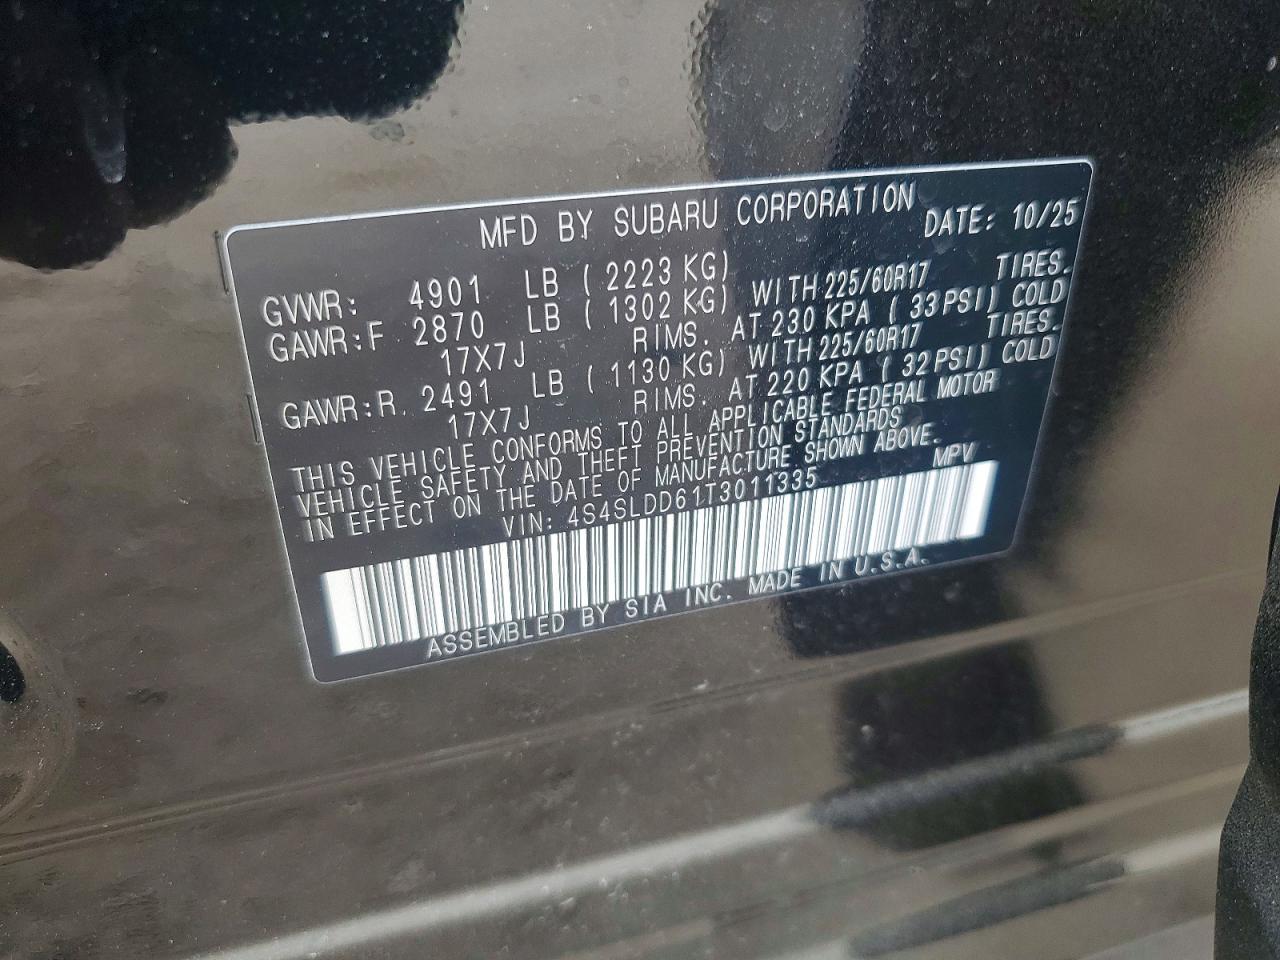 MFD BY SUBARU CORPORATION DATE: 10/25
GVWR: 4901 LB ( 2223 KG)
GAWR:F 2870 LB ( 1302 KG) WITH 225/60R17 TIRES.
17X7J RIMS. AT 230 KPA ( 33 PSI) COLD
GAWR:R. 2491 LB ( 1130 KG) WITH 225/60R17 TIRES.
17X7J RIMS. AT 220 KPA ( 32 PSI) COLD
THIS VEHICLE CONFORMS TO ALL APPLICABLE FEDERAL MOTOR
VEHICLE SAFETY AND THEFT PREVENTION STANDARDS
IN EFFECT ON THE DATE OF MANUFACTURE SHOWN ABOVE.
VIN: 4S4SLDD61T3011335 MPV
ASSEMBLED BY SIA INC. MADE IN U.S.A.